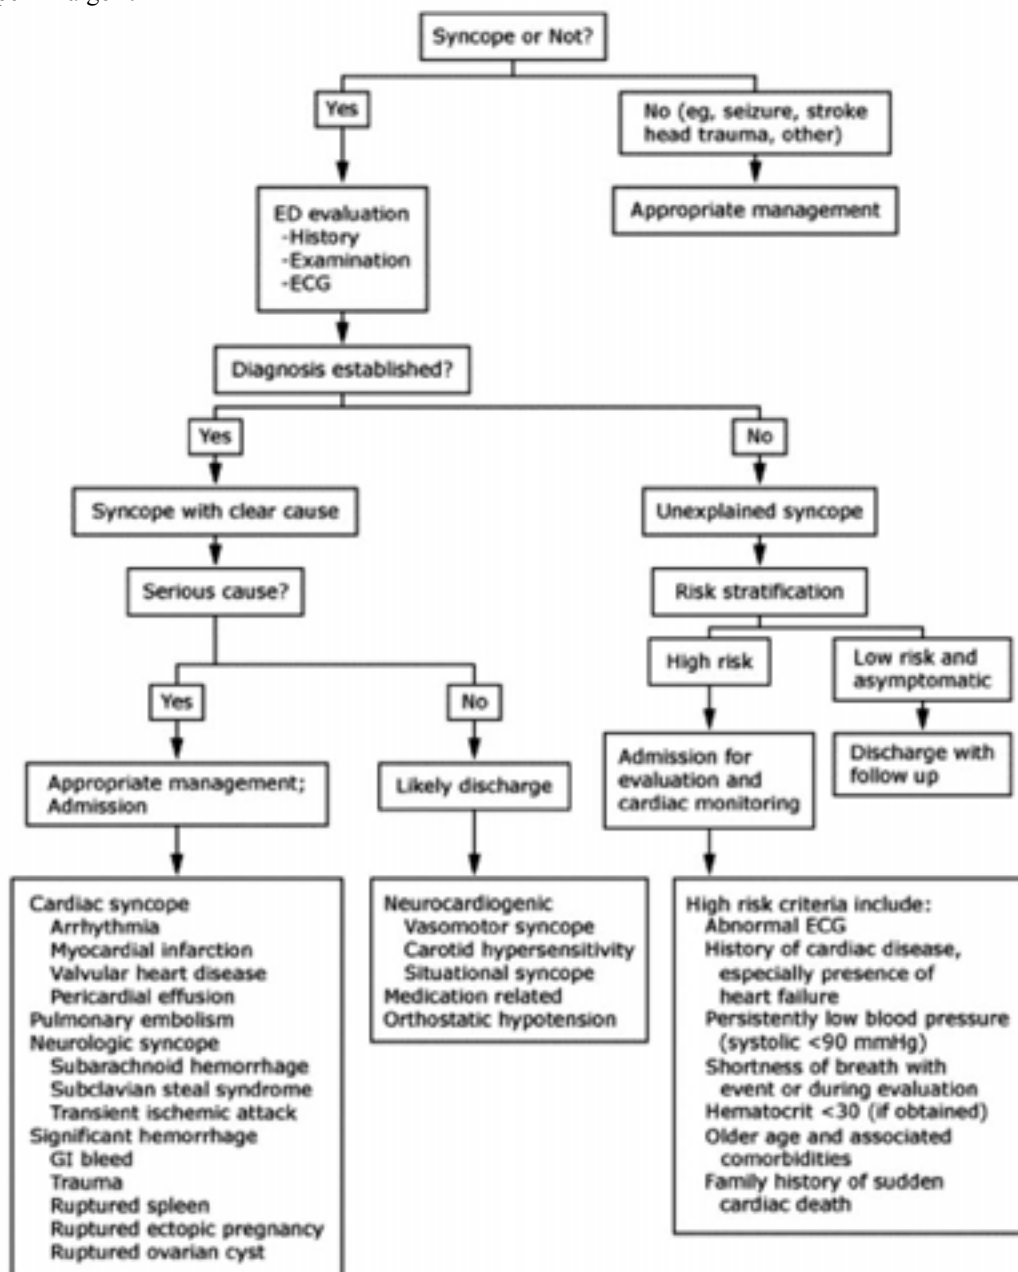 Syncope or Not?
Yes
No (eg, seizure, stroke
head trauma, other)
ED evaluation
-History
-Examination
-ECG
Appropriate management
Diagnosis established?
Yes
No
Syncope with clear cause
Unexplained syncope
Serious cause?
Risk stratification
Yes
No
High risk
Low risk and
asymptomatic
Appropriate management;
Admission
Likely discharge
Admission for
evaluation and
cardiac monitoring
Discharge with
follow up
Cardiac syncope
Arrhythmia
Myocardial infarction
Valvular heart disease
Pericardial effusion
Pulmonary embolism
Neurologic syncope
Subarachnoid hemorrhage
Subclavian steal syndrome
Transient ischemic attack
Significant hemorrhage
GI bleed
Trauma
Ruptured spleen
Ruptured ectopic pregnancy
Ruptured ovarian cyst
Neurocardiogenic
Vasomotor syncope
Carotid hypersensitivity
Situational syncope
Medication related
Orthostatic hypotension
High risk criteria include:
Abnormal ECG
History of cardiac disease,
especially presence of
heart failure
Persistently low blood pressure
(systolic <90 mmHg)
Shortness of breath with
event or during evaluation
Hematocrit <30 (if obtained)
Older age and associated
comorbidities
Family history of sudden
cardiac death